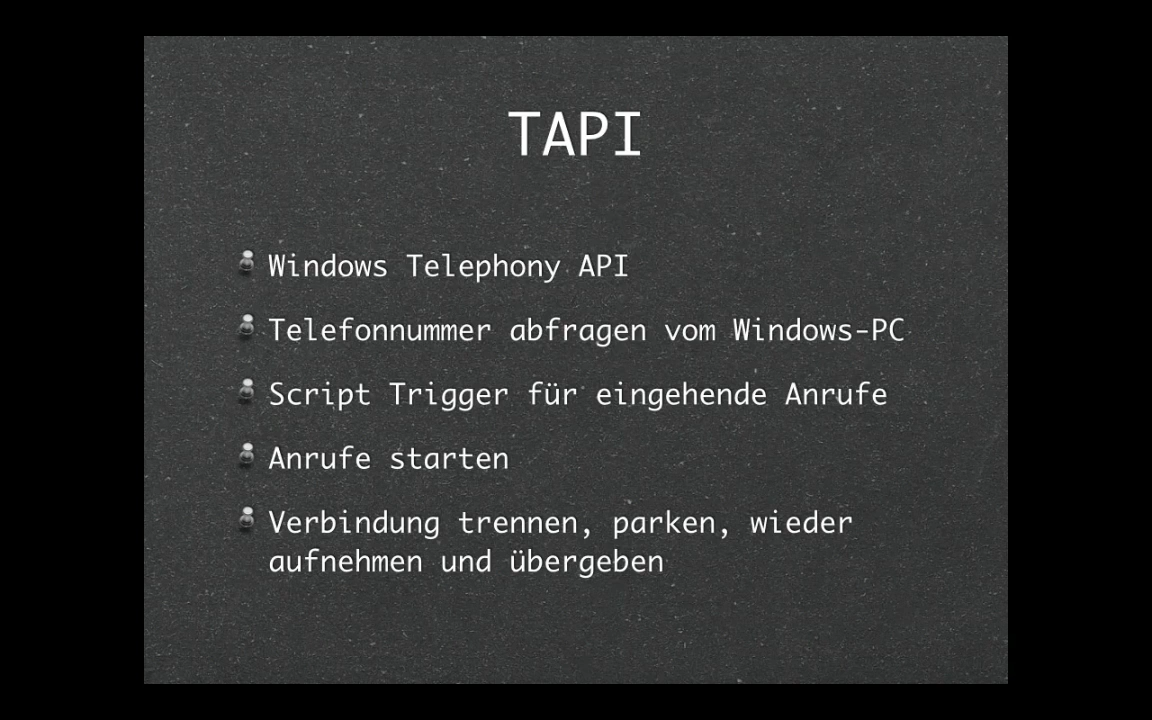 TAPI
Windows Telephony API
Telefonnummer abfragen vom Windows-PC
Script Trigger für eingehende Anrufe
Anrufe starten
Verbindung trennen, parken, wieder
aufnehmen und übergeben